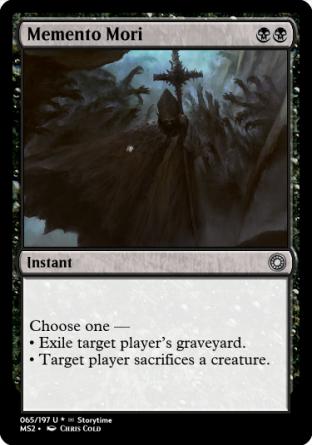 Memento Mori
Instant
Choose one —
• Exile target player's graveyard.
• Target player sacrifices a creature.
065/197 U * ∞ Storytime
MS2 • Chris Cold